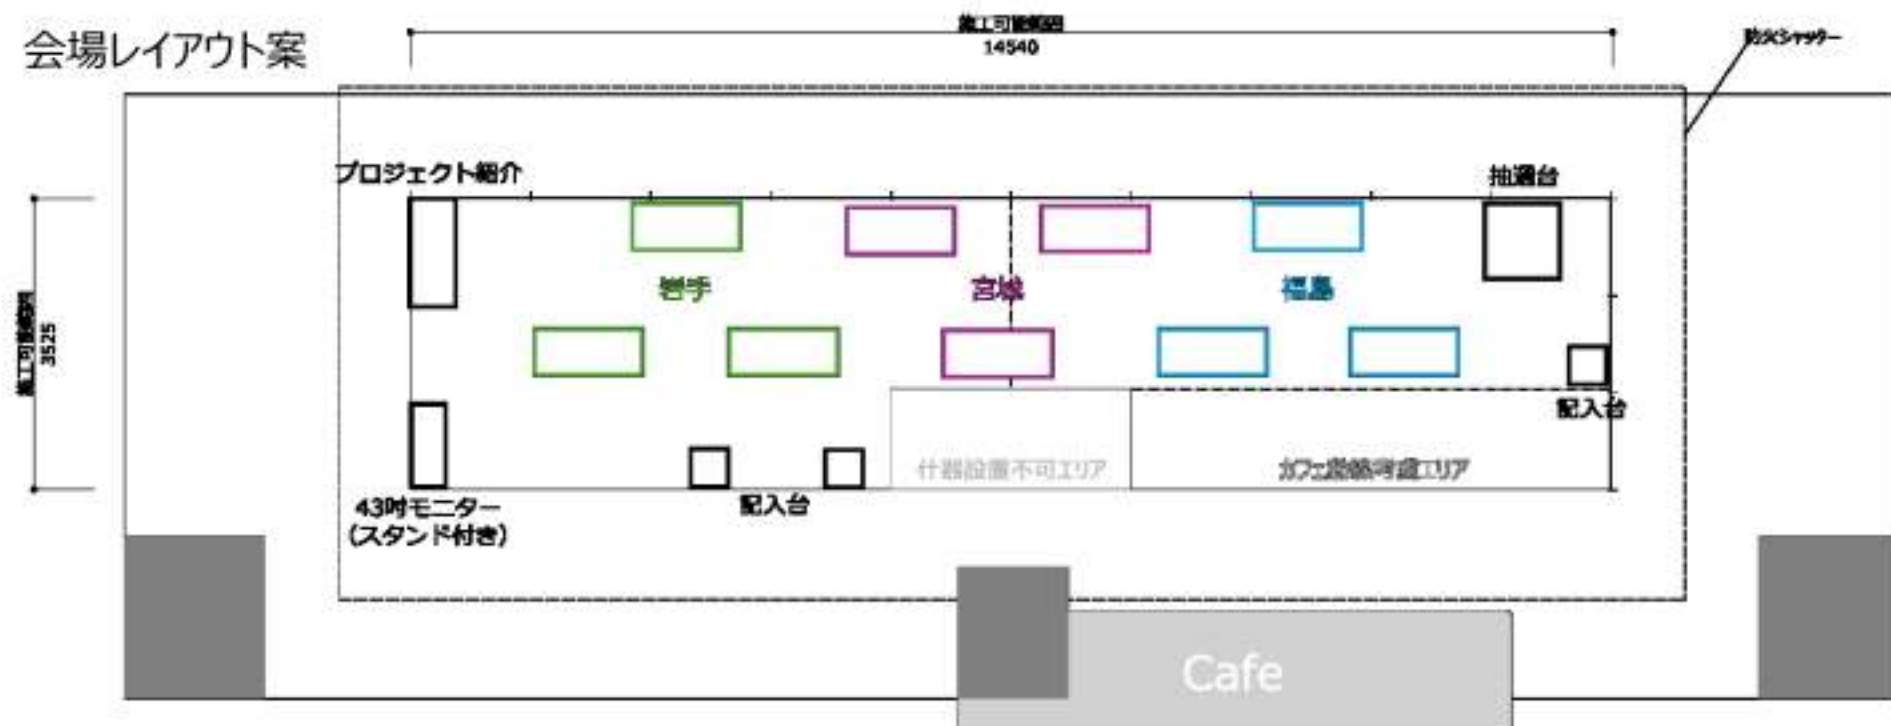 会場レイアウト案
施工可能範囲
14540
防火シャッター
プロジェクト紹介
抽選台
岩手
宮城
福島
施工可能範囲
3525
記入台
什器設置不可エリア
カフェ動線考慮エリア
43吋モニター
(スタンド付き)
記入台
Cafe